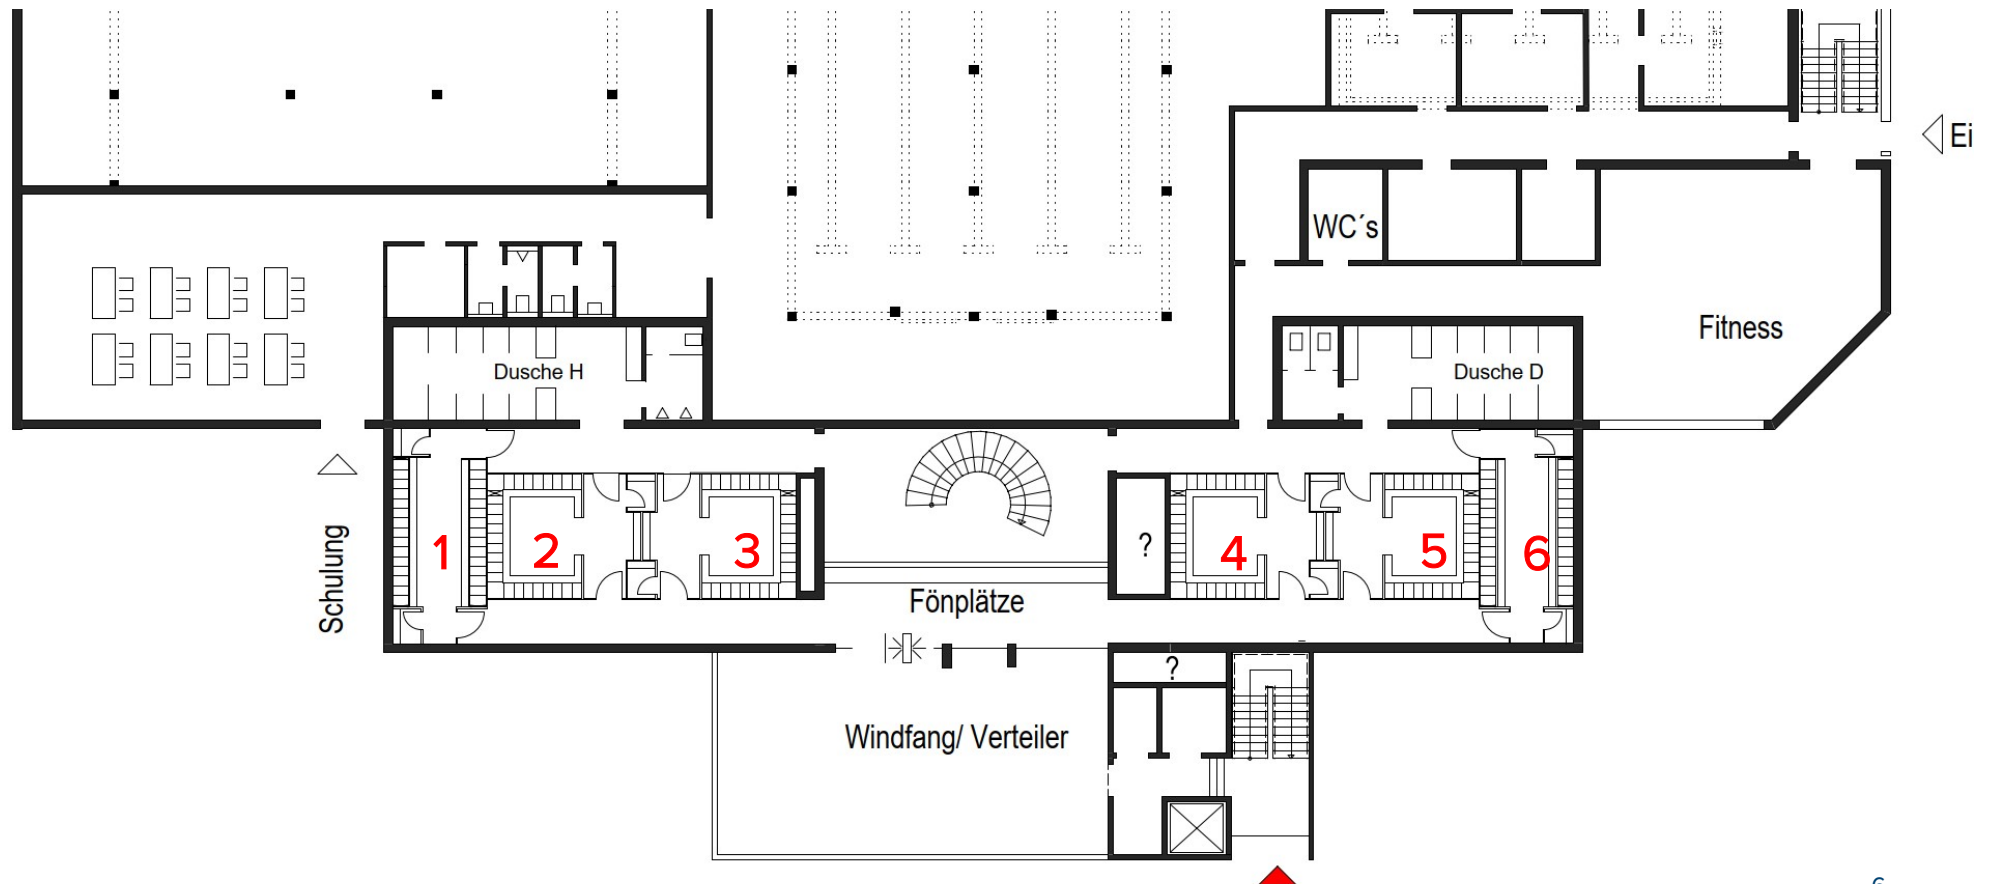 Ei
WC´s
Fitness
Dusche H
Dusche D
Schulung
1
2
3
?
4
5
6
Fönplätze
?
Windfang/ Verteiler